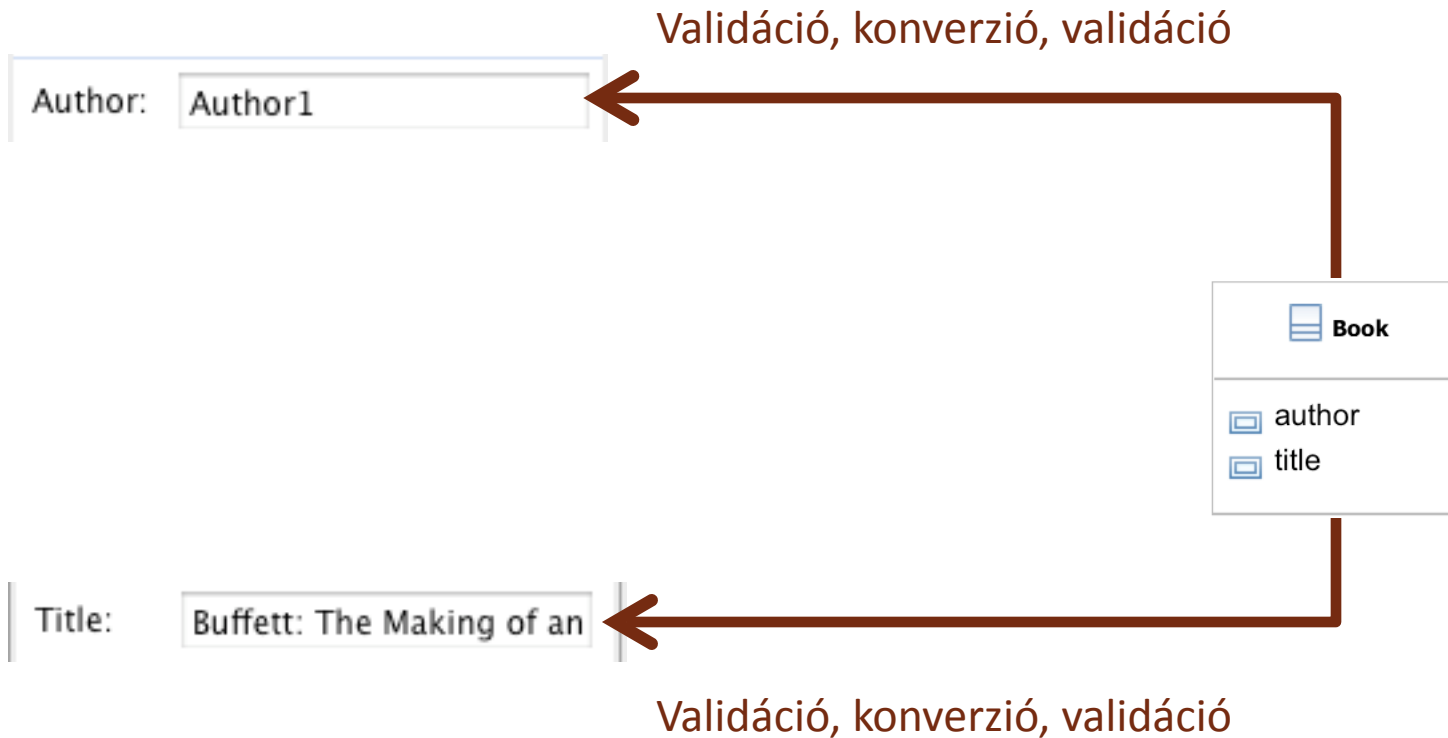 Validáció, konverzió, validáció
Author: Author1
Book
author
title
Title: Buffett: The Making of an
Validáció, konverzió, validáció